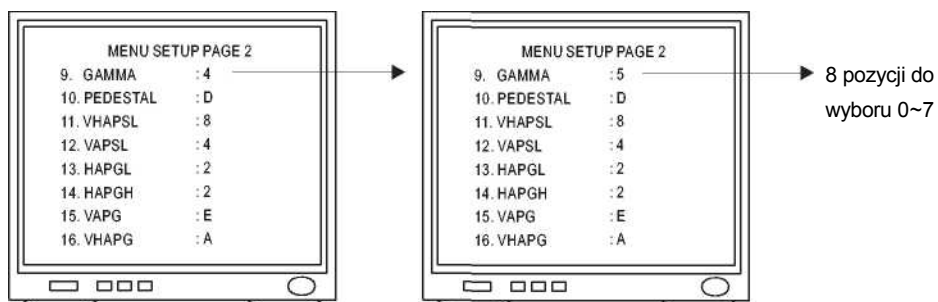 MENU SETUP PAGE 2
9. GAMMA : 4
10. PEDESTAL : D
11. VHAPSL : 8
12. VAPSL : 4
13. HAPGL : 2
14. HAPGH : 2
15. VAPG : E
16. VHAPG : A
MENU SETUP PAGE 2
9. GAMMA : 5
10. PEDESTAL : D
11. VHAPSL : 8
12. VAPSL : 4
13. HAPGL : 2
14. HAPGH : 2
15. VAPG : E
16. VHAPG : A
8 pozycji do
wyboru 0~7